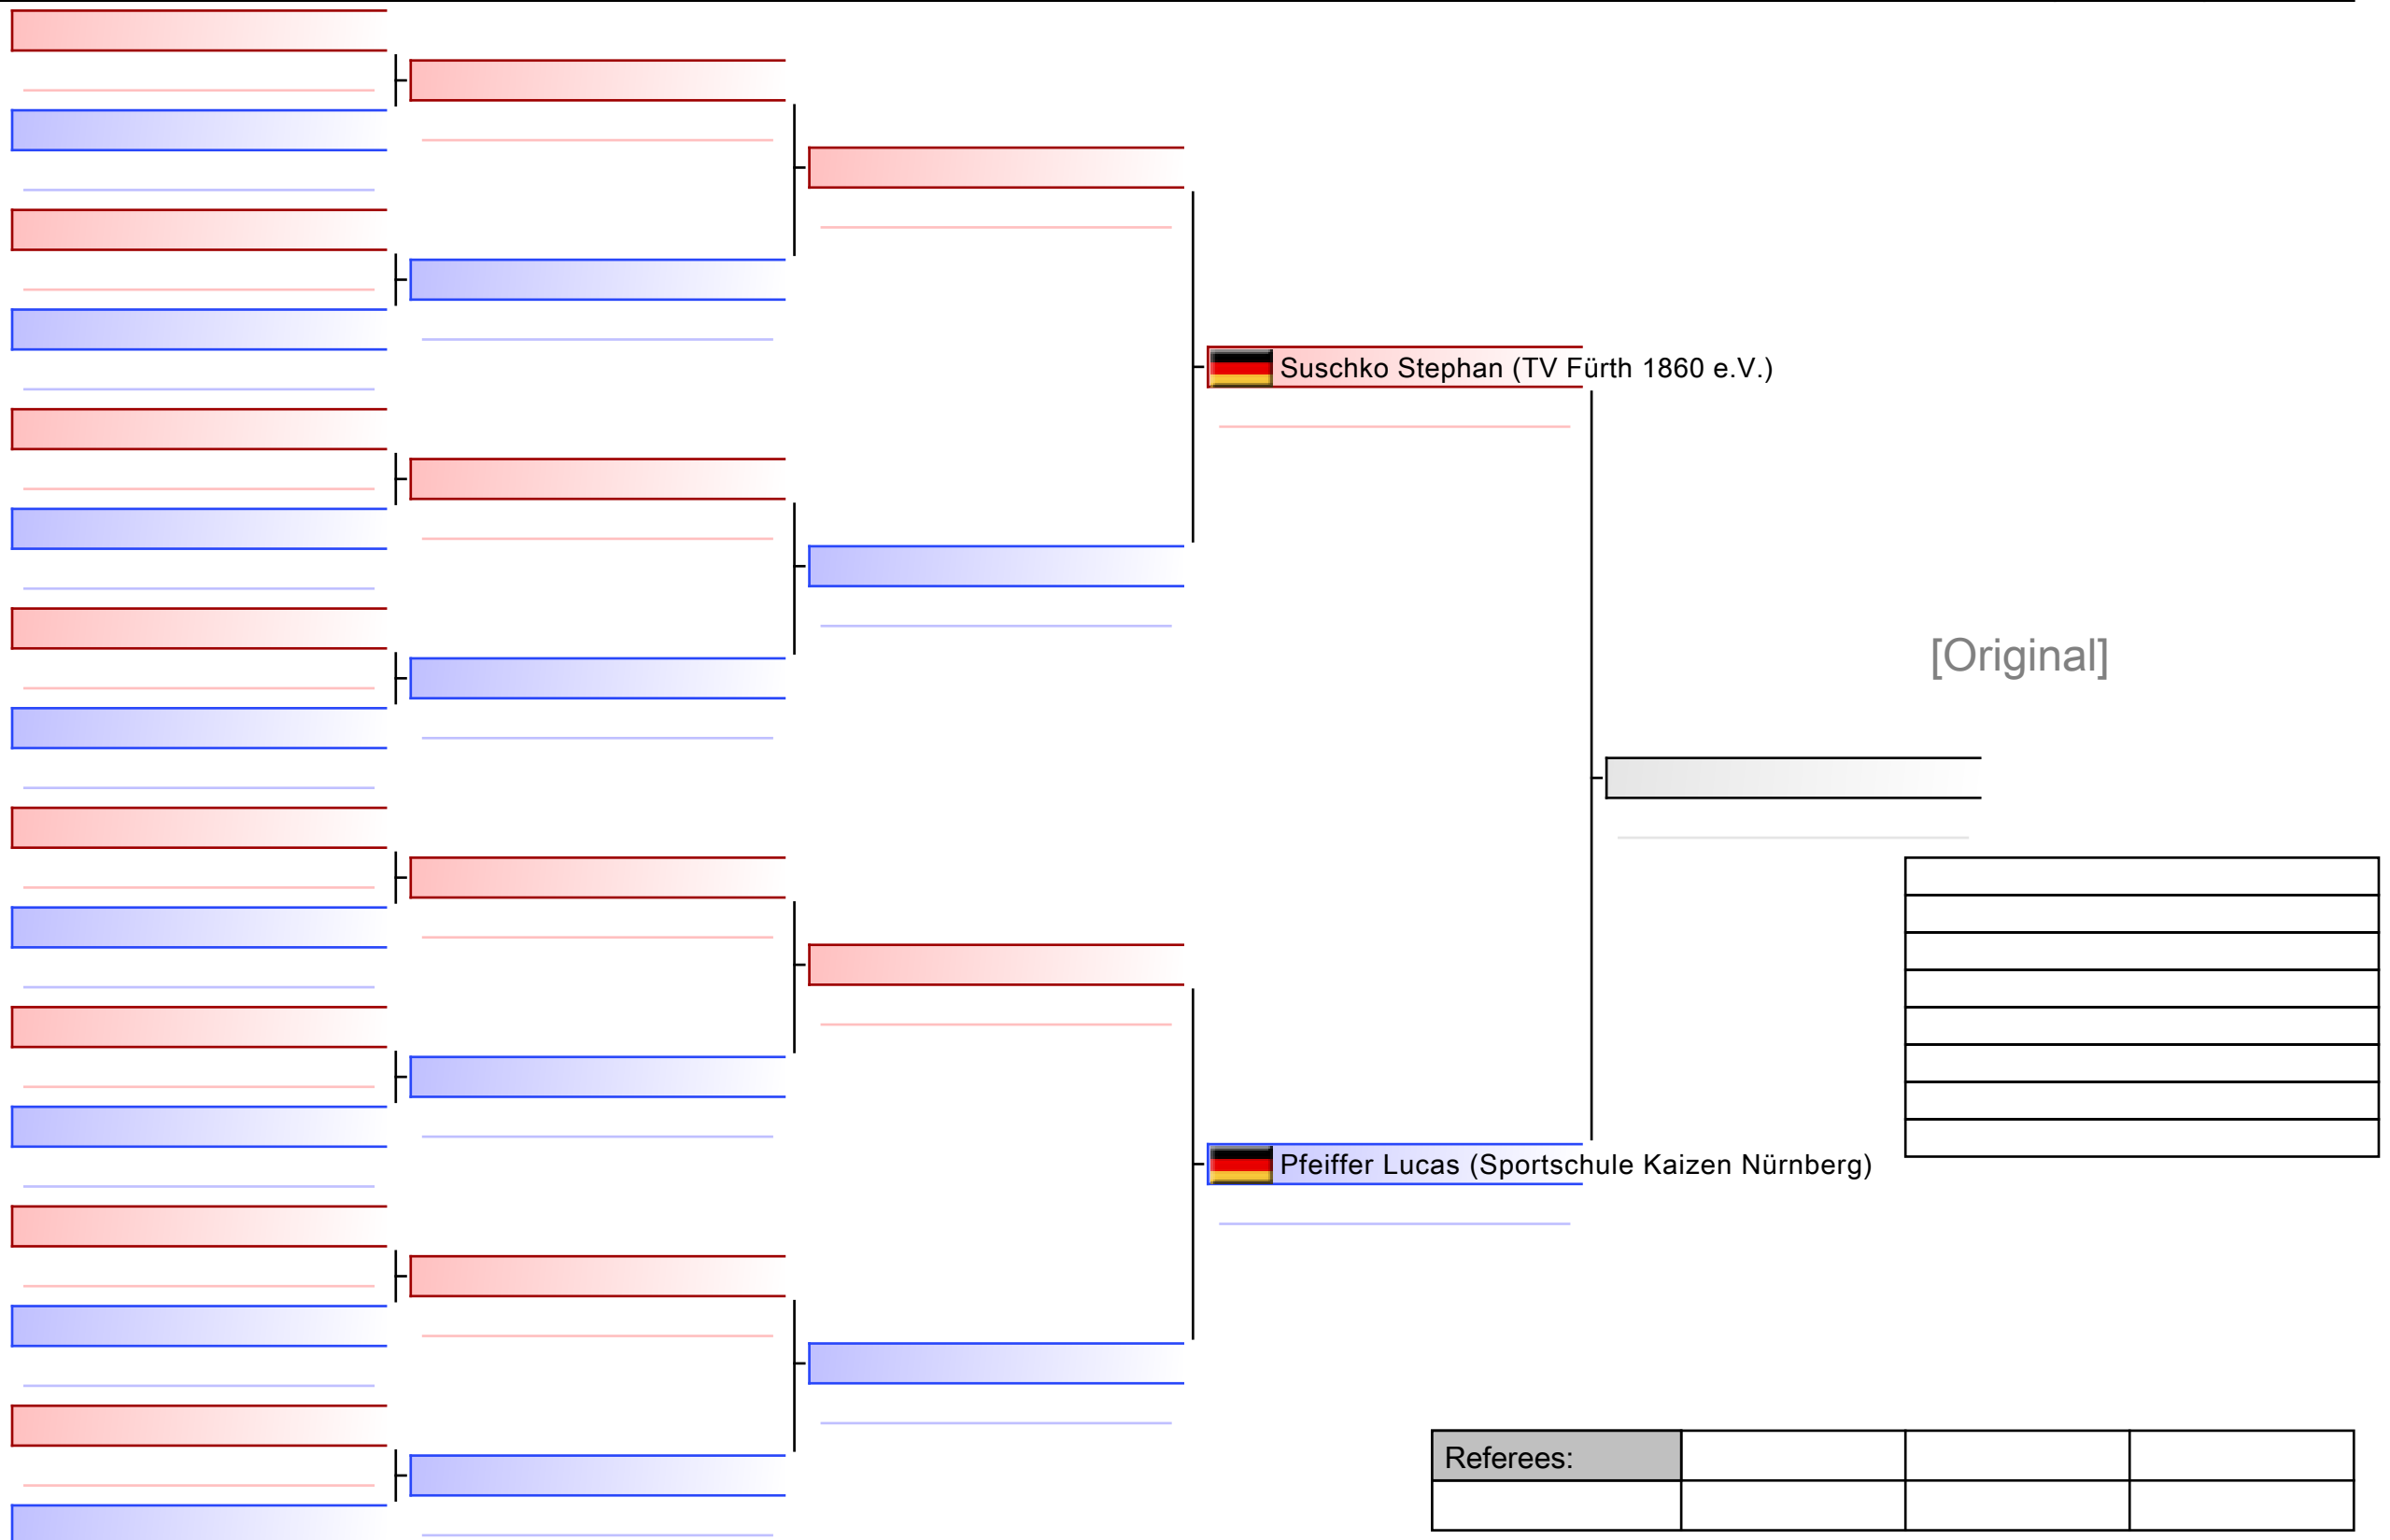 Suschko Stephan (TV Fürth 1860 e.V.)
[Original]
Pfeiffer Lucas (Sportschule Kaizen Nürnberg)
Referees: